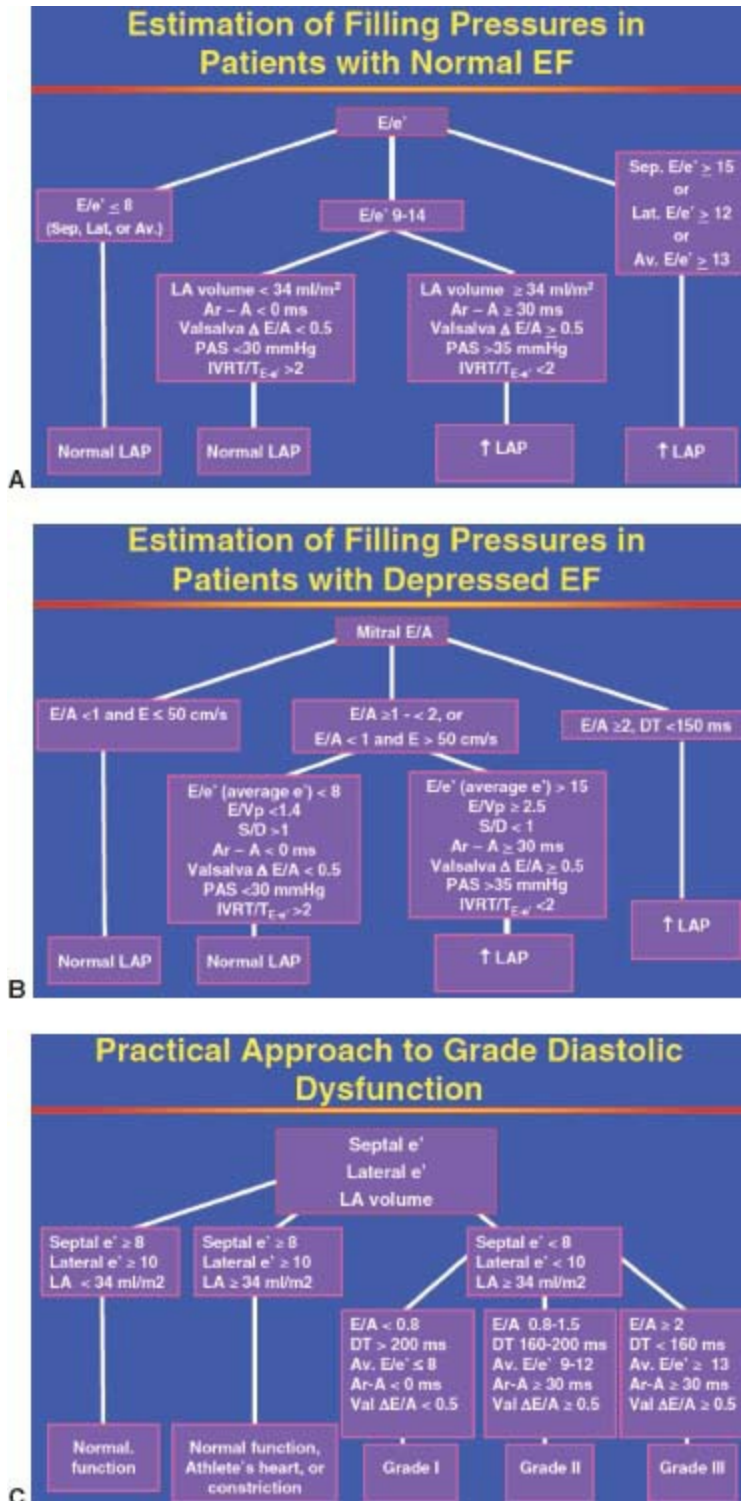 Estimation of Filling Pressures in
Patients with Normal EF
E/e'
E/e' ≤ 8
(Sep, Lat, or Av.)
E/e' 9-14
Sep. E/e' ≥ 15
or
Lat. E/e' ≥ 12
or
Av. E/e' ≥ 13
LA volume < 34 ml/m²
Ar – A < 0 ms
Valsalva Δ E/A < 0.5
PAS <30 mmHg
IVRT/T_E-e' >2
LA volume ≥ 34 ml/m²
Ar – A ≥ 30 ms
Valsalva Δ E/A ≥ 0.5
PAS >35 mmHg
IVRT/T_E-e' <2
Normal LAP
Normal LAP
↑ LAP
↑ LAP
A
Estimation of Filling Pressures in
Patients with Depressed EF
Mitral E/A
E/A <1 and E ≤ 50 cm/s
E/A ≥1 - < 2, or
E/A < 1 and E > 50 cm/s
E/A ≥2, DT <150 ms
E/e' (average e') < 8
E/Vp <1.4
S/D >1
Ar – A < 0 ms
Valsalva Δ E/A < 0.5
PAS <30 mmHg
IVRT/T_E-e' >2
E/e' (average e') > 15
E/Vp ≥ 2.5
S/D < 1
Ar – A ≥ 30 ms
Valsalva Δ E/A ≥ 0.5
PAS >35 mmHg
IVRT/T_E-e' <2
Normal LAP
Normal LAP
↑ LAP
↑ LAP
B
Practical Approach to Grade Diastolic
Dysfunction
Septal e'
Lateral e'
LA volume
Septal e' ≥ 8
Lateral e' ≥ 10
LA < 34 ml/m2
Septal e' ≥ 8
Lateral e' ≥ 10
LA ≥ 34 ml/m2
Septal e' < 8
Lateral e' < 10
LA ≥ 34 ml/m2
E/A < 0.8
DT > 200 ms
Av. E/e' ≤ 8
Ar-A < 0 ms
Val ΔE/A < 0.5
E/A 0.8-1.5
DT 160-200 ms
Av. E/e' 9-12
Ar-A ≥ 30 ms
Val ΔE/A ≥ 0.5
E/A ≥ 2
DT < 160 ms
Av. E/e' ≥ 13
Ar-A ≥ 30 ms
Val ΔE/A ≥ 0.5
Normal.
function
Normal function,
Athlete's heart, or
constriction
Grade I
Grade II
Grade III
C